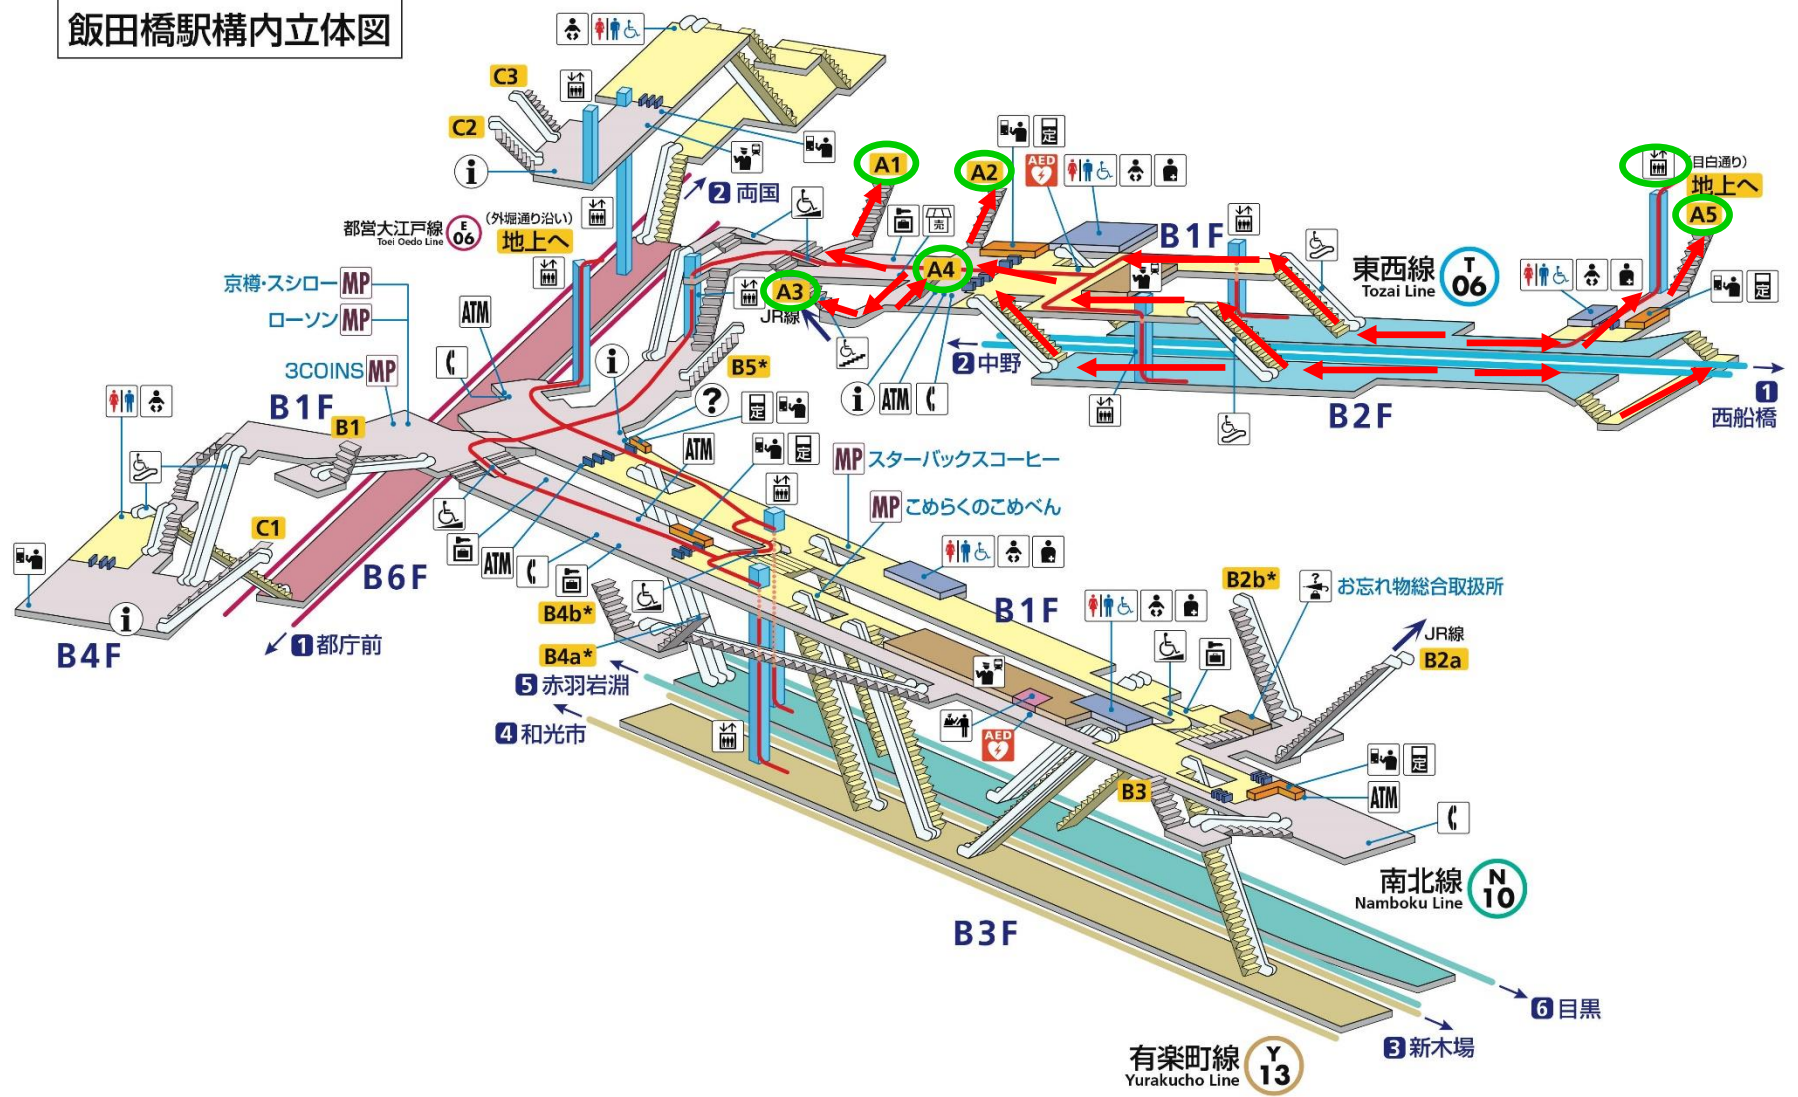 飯田橋駅構内立体図
C3
C2
都営大江戸線
Toei Oedo Line
E
06
(外堀通り沿い)
地上へ
2 両国
A1
A2
AED
定
B1F
東西線
Tozai Line
T
06
(目白通り)
地上へ
A5
定
売
A4
A3
JR線
京樽・スシロー MP
ローソン MP
3COINS MP
ATM
B1F
B1
B5*
?
定
2 中野
i
ATM
B2F
1
西船橋
i
i
ATM
定
MP スターバックスコーヒー
MP こめらくのこめべん
C1
ATM
B6F
i
B4F
1 都庁前
B4b*
B4a*
5 赤羽岩淵
4 和光市
B1F
B2b*
お忘れ物総合取扱所
JR線
B2a
AED
B3
定
ATM
南北線
Namboku Line
N
10
B3F
6 目黒
3 新木場
有楽町線
Yurakucho Line
Y
13